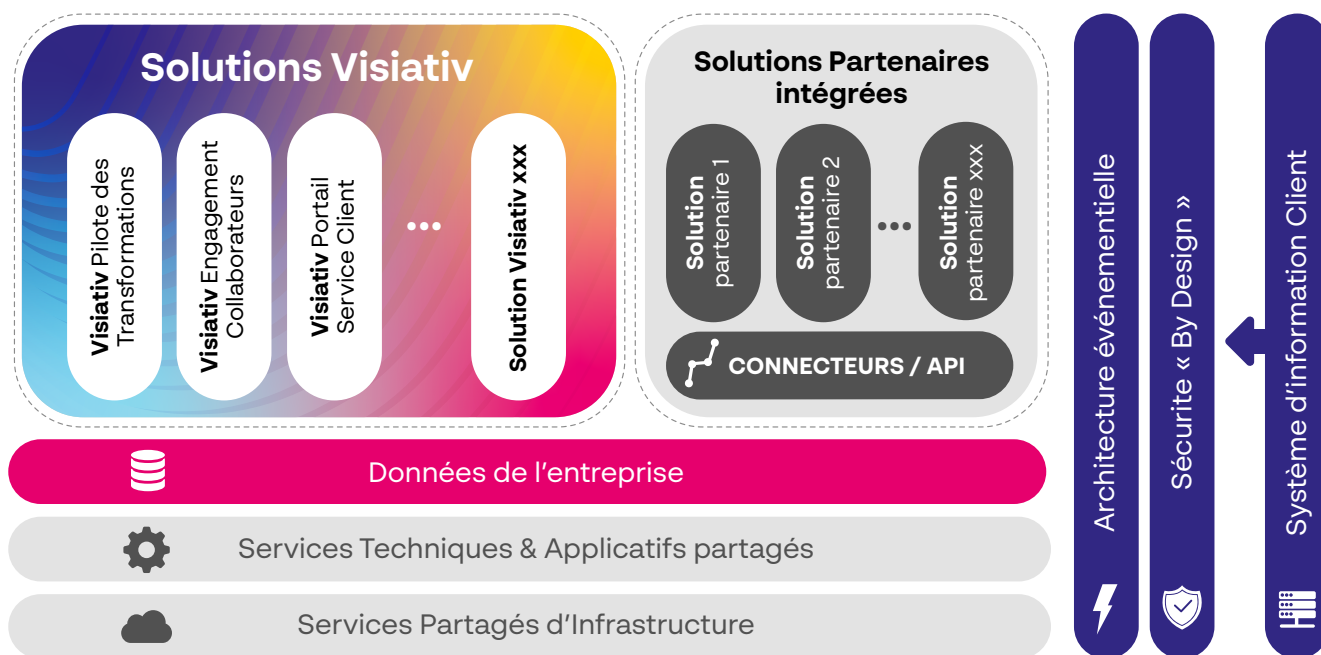 Solutions Visiativ
Visiativ Pilote des
Transformations
Visiativ Engagement
Collaborateurs
Visiativ Portail
Service Client
...
Solution Visiativ xxx
Solutions Partenaires
intégrées
Solution
partenaire 1
Solution
partenaire 2
...
Solution
partenaire xxx
CONNECTEURS / API
Données de l’entreprise
Services Techniques & Applicatifs partagés
Services Partagés d’Infrastructure
Architecture événementielle
Sécurite « By Design »
Système d’information Client